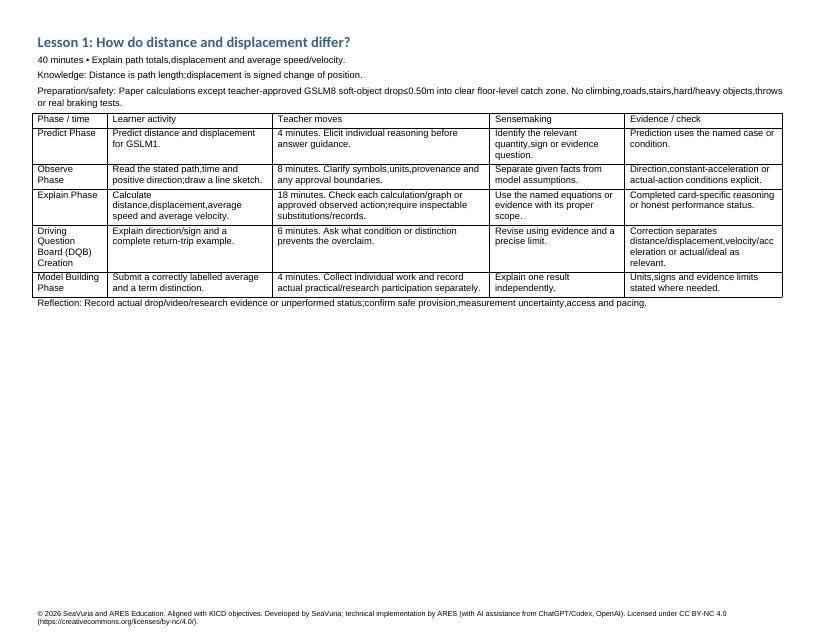 Lesson 1: How do distance and displacement differ?
40 minutes • Explain path totals,displacement and average speed/velocity.
Knowledge: Distance is path length;displacement is signed change of position.
Preparation/safety: Paper calculations except teacher-approved GSLM8 soft-object drop≤0.50m into clear floor-level catch zone. No climbing,roads,stairs,hard/heavy objects,throws
or real braking tests.
Phase / time
Learner activity
Teacher moves
Sensemaking
Evidence / check
Predict Phase
Predict distance and displacement
for GSLM1.
4 minutes. Elicit individual reasoning before
answer guidance.
Identify the relevant
quantity,sign or evidence
question.
Prediction uses the named case or
condition.
Observe
Phase
Read the stated path,time and
positive direction;draw a line sketch.
8 minutes. Clarify symbols,units,provenance and
any approval boundaries.
Separate given facts from
model assumptions.
Direction,constant-acceleration or
actual-action conditions explicit.
Explain Phase
Calculate
distance,displacement,average
speed and average velocity.
18 minutes. Check each calculation/graph or
approved observed action;require inspectable
substitutions/records.
Use the named equations or
evidence with its proper
scope.
Completed card-specific reasoning
or honest performance status.
Driving
Question
Board (DQB)
Creation
Explain direction/sign and a
complete return-trip example.
6 minutes. Ask what condition or distinction
prevents the overclaim.
Revise using evidence and a
precise limit.
Correction separates
distance/displacement,velocity/acc
eleration or actual/ideal as
relevant.
Model Building
Phase
Submit a correctly labelled average
and a term distinction.
4 minutes. Collect individual work and record
actual practical/research participation separately.
Explain one result
independently.
Units,signs and evidence limits
stated where needed.
Reflection: Record actual drop/video/research evidence or unperformed status;confirm safe provision,measurement uncertainty,access and pacing.
© 2026 SeaVuria and ARES Education. Aligned with KICD objectives. Developed by SeaVuria; technical implementation by ARES (with AI assistance from ChatGPT/Codex, OpenAI). Licensed under CC BY-NC 4.0
(https://creativecommons.org/licenses/by-nc/4.0/).